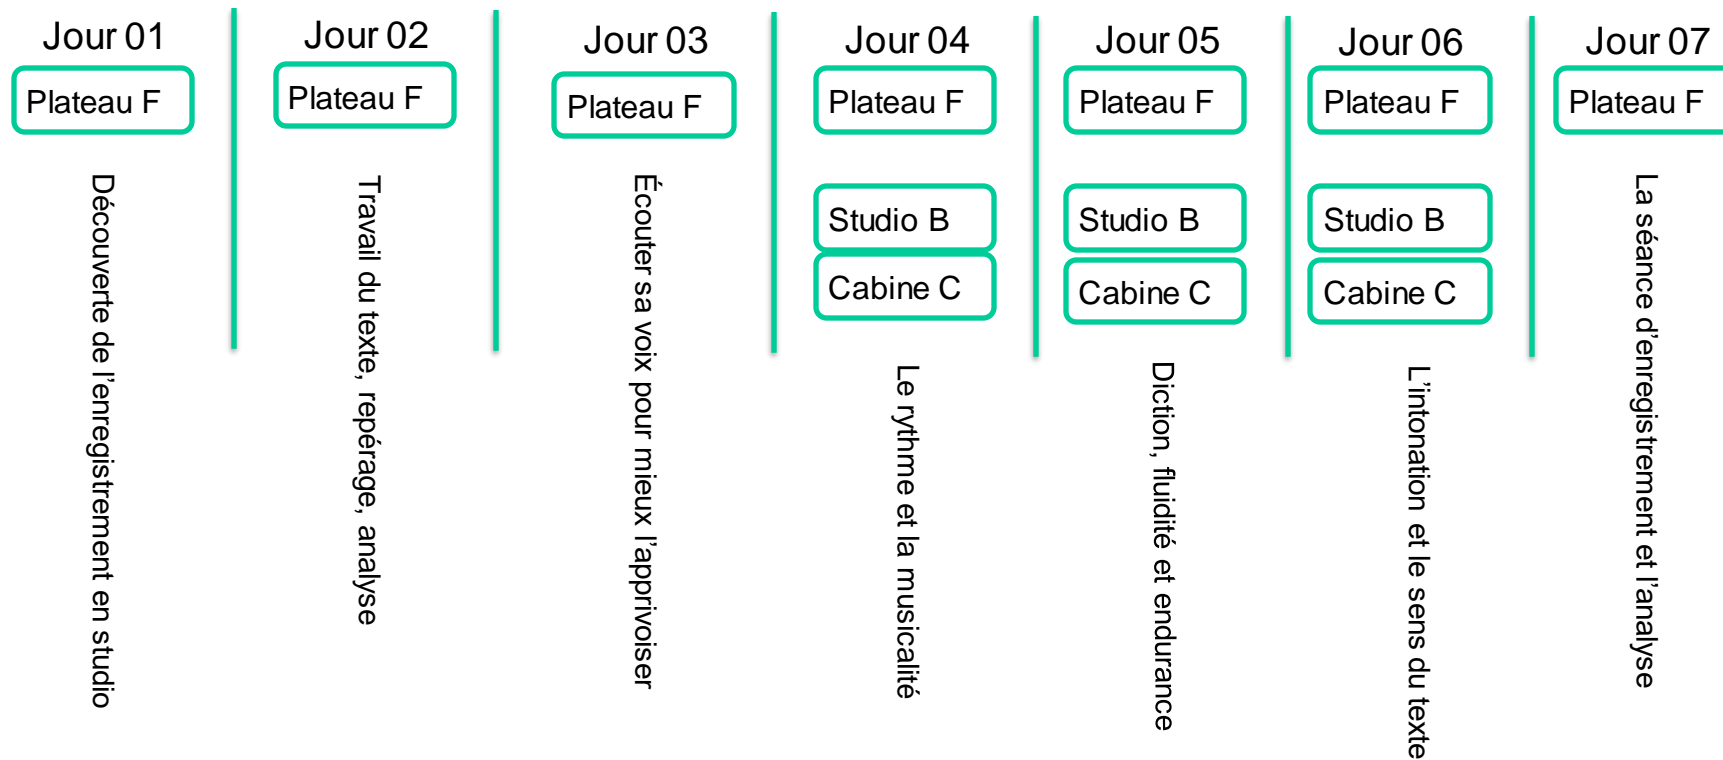 Jour 01
Plateau F
Découverte de l’enregistrement en studio
Jour 02
Plateau F
Travail du texte, repérage, analyse
Jour 03
Plateau F
Écouter sa voix pour mieux l’apprivoiser
Jour 04
Plateau F
Studio B
Cabine C
Le rythme et la musicalité
Jour 05
Plateau F
Studio B
Cabine C
Diction, fluidité et endurance
Jour 06
Plateau F
Studio B
Cabine C
L’intonation et le sens du texte
Jour 07
Plateau F
La séance d’enregistrement et l’analyse